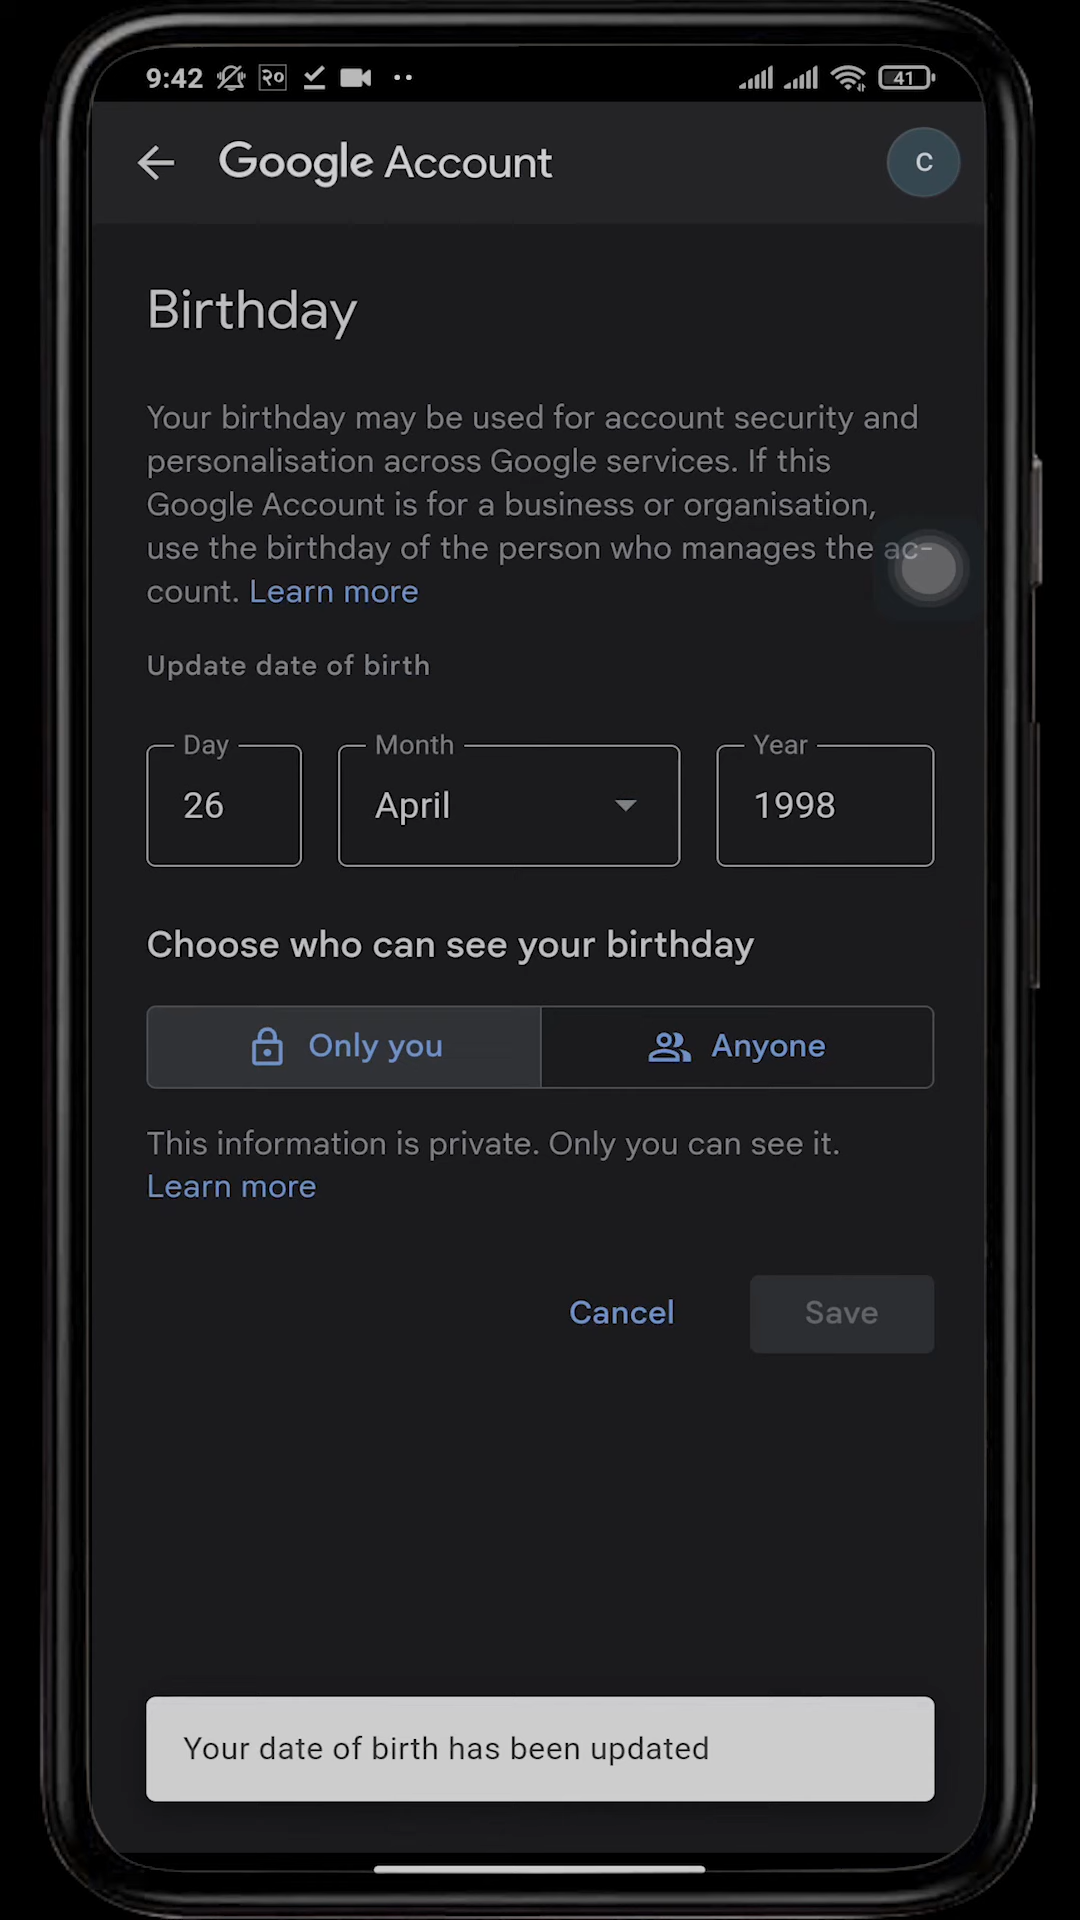 9:42 २० 41
Google Account C
Birthday
Your birthday may be used for account security and
personalisation across Google services. If this
Google Account is for a business or organisation,
use the birthday of the person who manages the ac-
count. Learn more
Update date of birth
Day Month Year
26 April 1998
Choose who can see your birthday
Only you Anyone
This information is private. Only you can see it.
Learn more
Cancel Save
Your date of birth has been updated